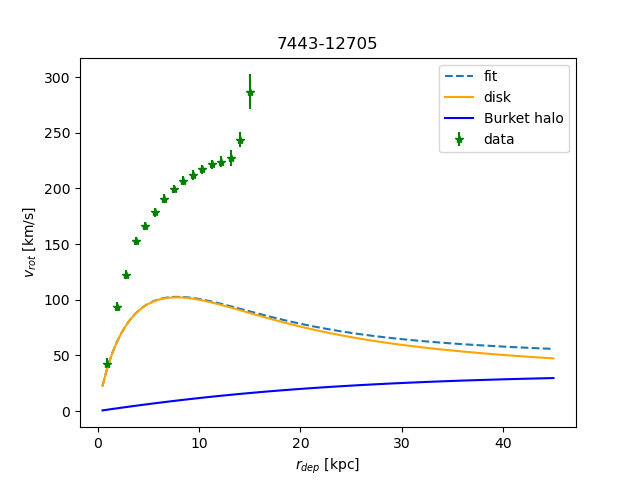 7443-12705
fit
disk
Burket halo
data
300
250
200
150
100
50
0
v_rot [km/s]
0 10 20 30 40
r_dep [kpc]